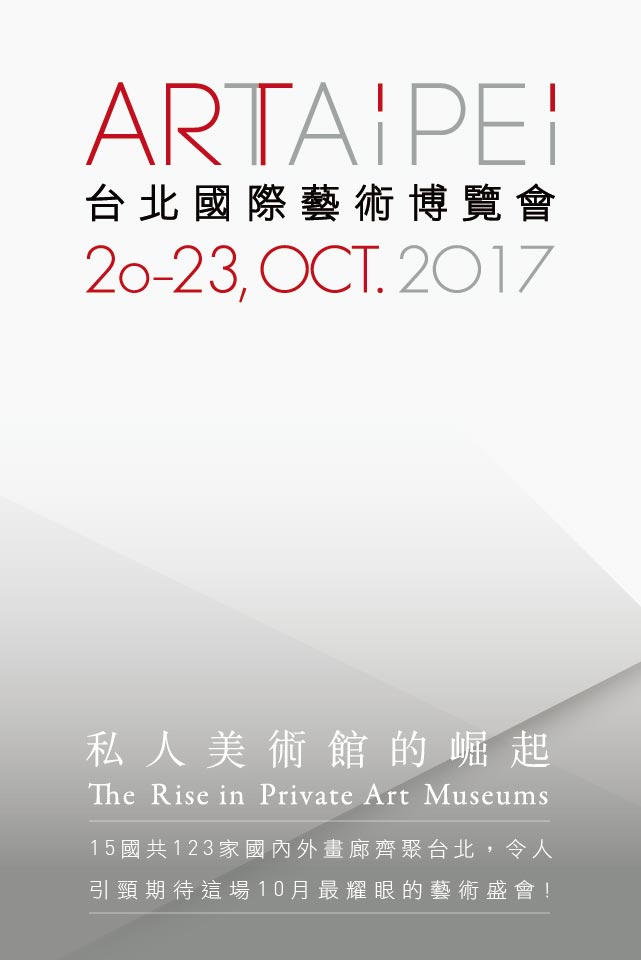 ARTAiPEi
台北國際藝術博覽會
20-23, OCT. 2017
私人美術館的崛起
The Rise in Private Art Museums
15國共123家國內外畫廊齊聚台北，令人
引頸期待這場10月最耀眼的藝術盛會！